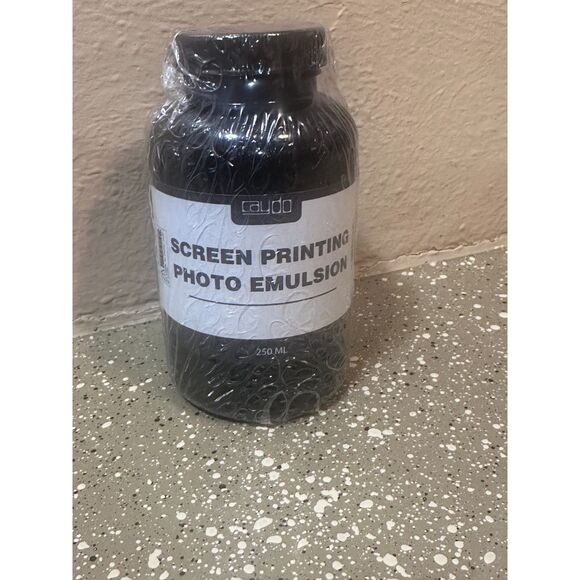 caydo
SCREEN PRINTING
PHOTO EMULSION
250 ML